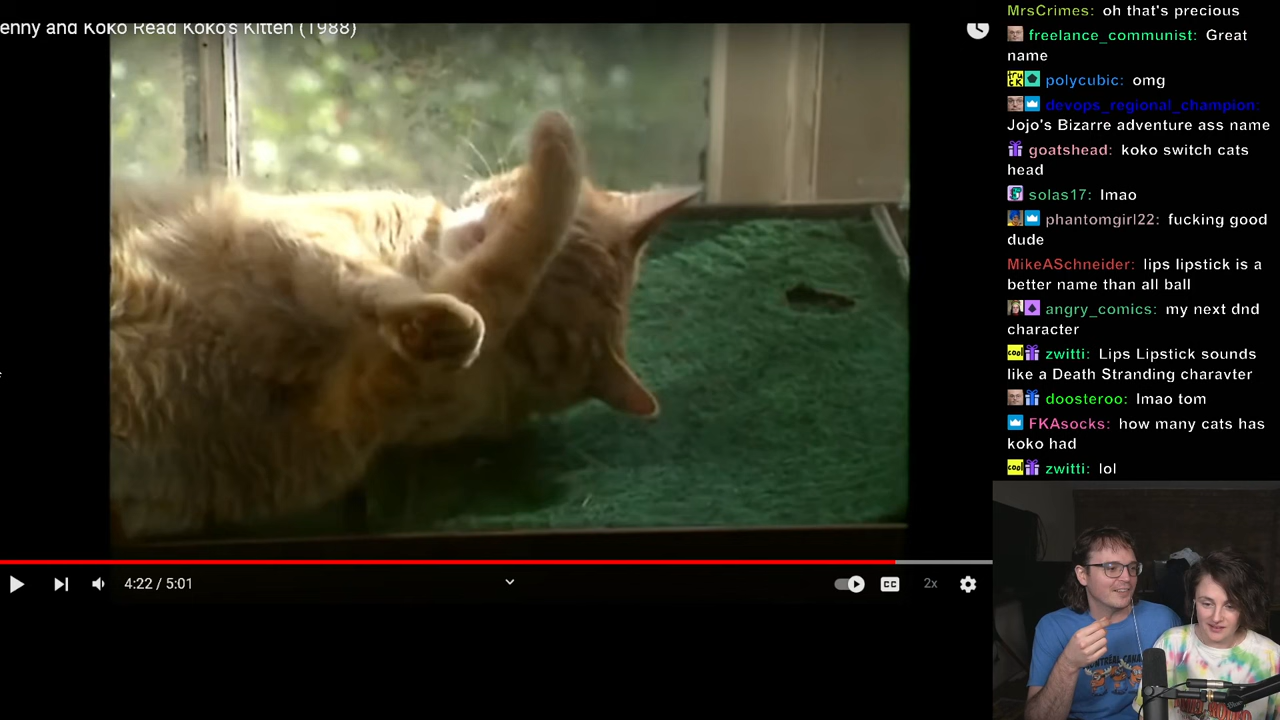 enny and Koko Read Koko's Kitten (1988)
4:22 / 5:01
CC
2x
MrsCrimes: oh that's precious
freelance_communist: Great
name
polycubic: omg
devops_regional_champion:
Jojo's Bizarre adventure ass name
goatshead: koko switch cats
head
solas17: lmao
phantomgirl22: fucking good
dude
MikeASchneider: lips lipstick is a
better name than all ball
angry_comics: my next dnd
character
zwitti: Lips Lipstick sounds
like a Death Stranding charavter
doosteroo: lmao tom
FKAsocks: how many cats has
koko had
zwitti: lol